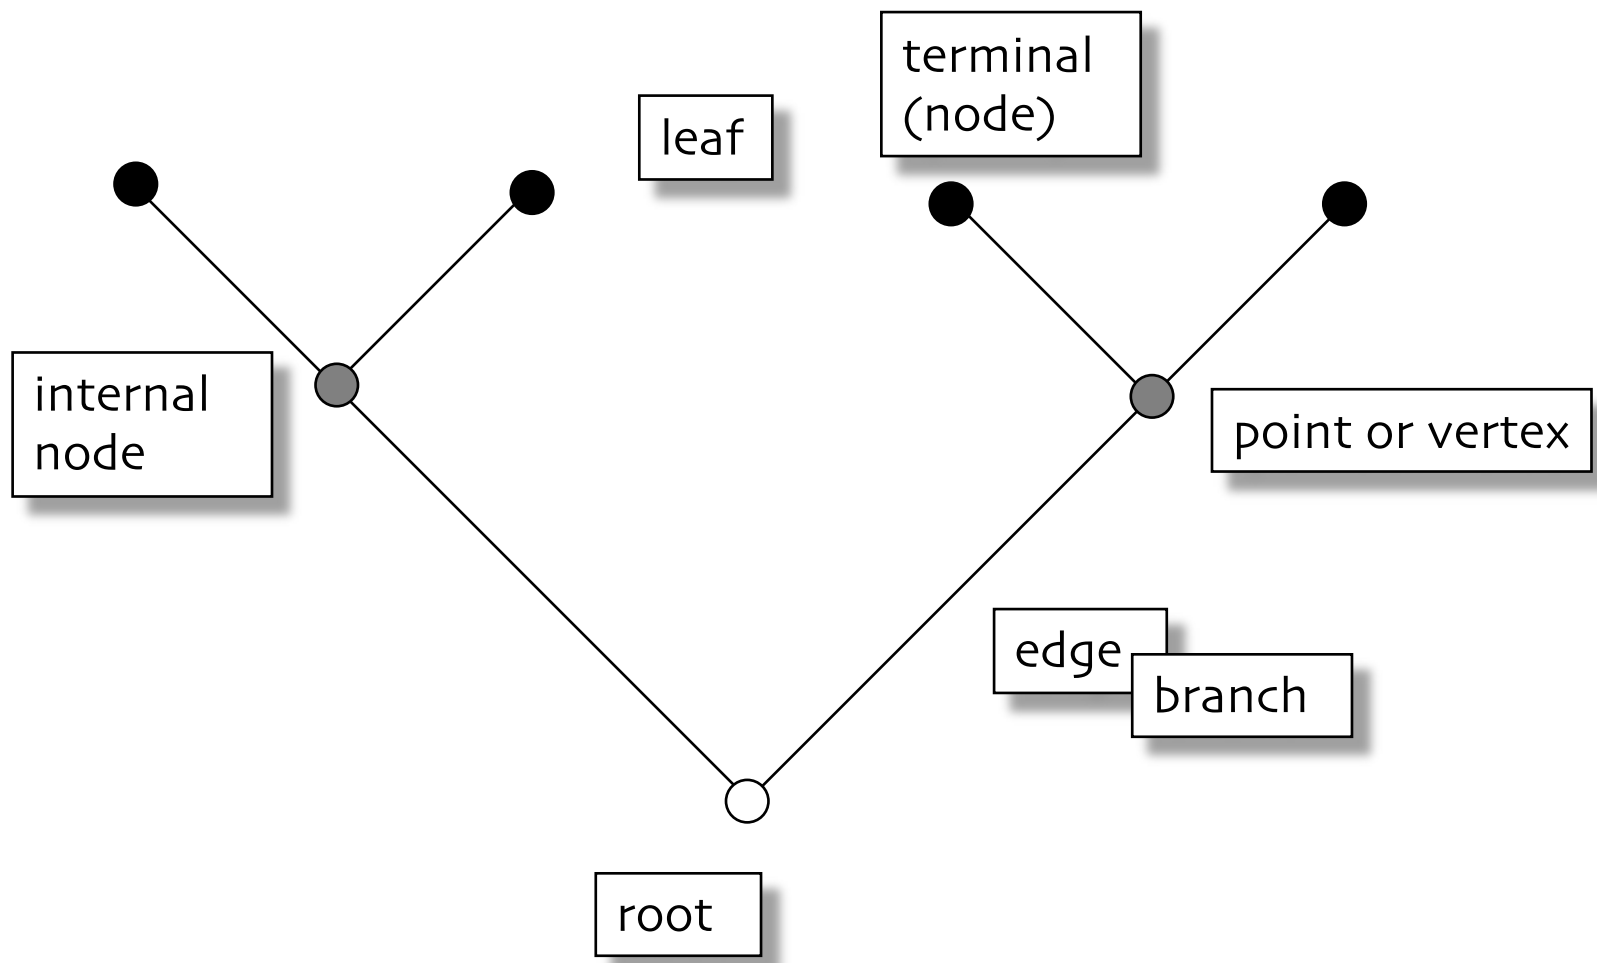 terminal
(node)
leaf
internal
node
point or vertex
edge
branch
root